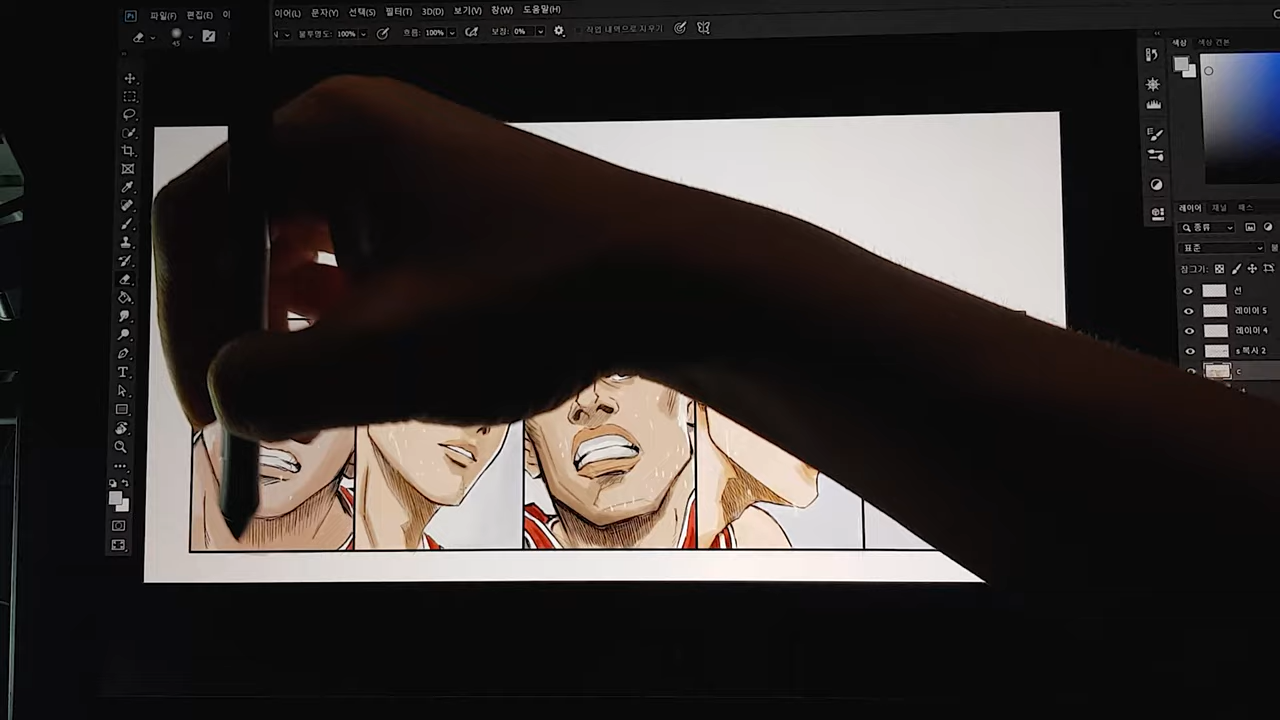 Ps 파일(F) 편집(E) 이
이어(L) 문자(Y) 선택(S) 필터(T) 3D(D) 보기(V) 창(W) 도움말(H)
45
불투명도: 100% 흐름: 100% 보정: 0% 작업 내역으로 지우기
색상 색상 견본
레이어 채널 패스
종류
표준
잠그기:
선
레이어 5
레이어 4
s 복사 2
c